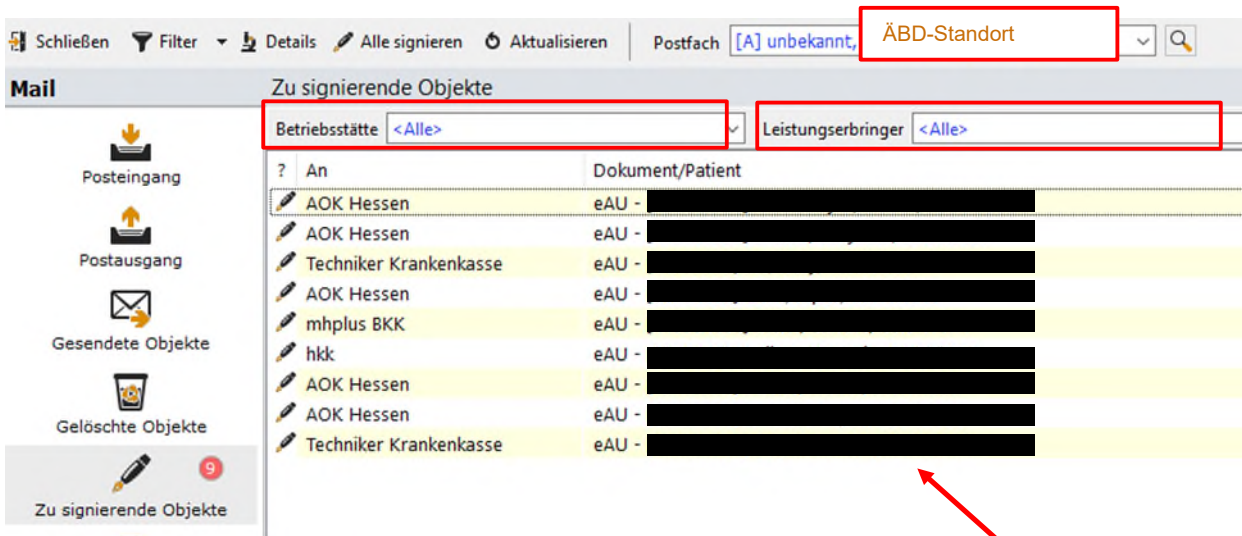 Schließen Filter Details Alle signieren Aktualisieren Postfach [A] unbekannt, ÄBD-Standort
Mail Zu signierende Objekte
Betriebsstätte <Alle> Leistungserbringer <Alle>
? An Dokument/Patient
Posteingang
AOK Hessen eAU -
AOK Hessen eAU -
Postausgang
Techniker Krankenkasse eAU -
AOK Hessen eAU -
mhplus BKK eAU -
Gesendete Objekte
hkk eAU -
AOK Hessen eAU -
AOK Hessen eAU -
Gelöschte Objekte
Techniker Krankenkasse eAU -
9
Zu signierende Objekte